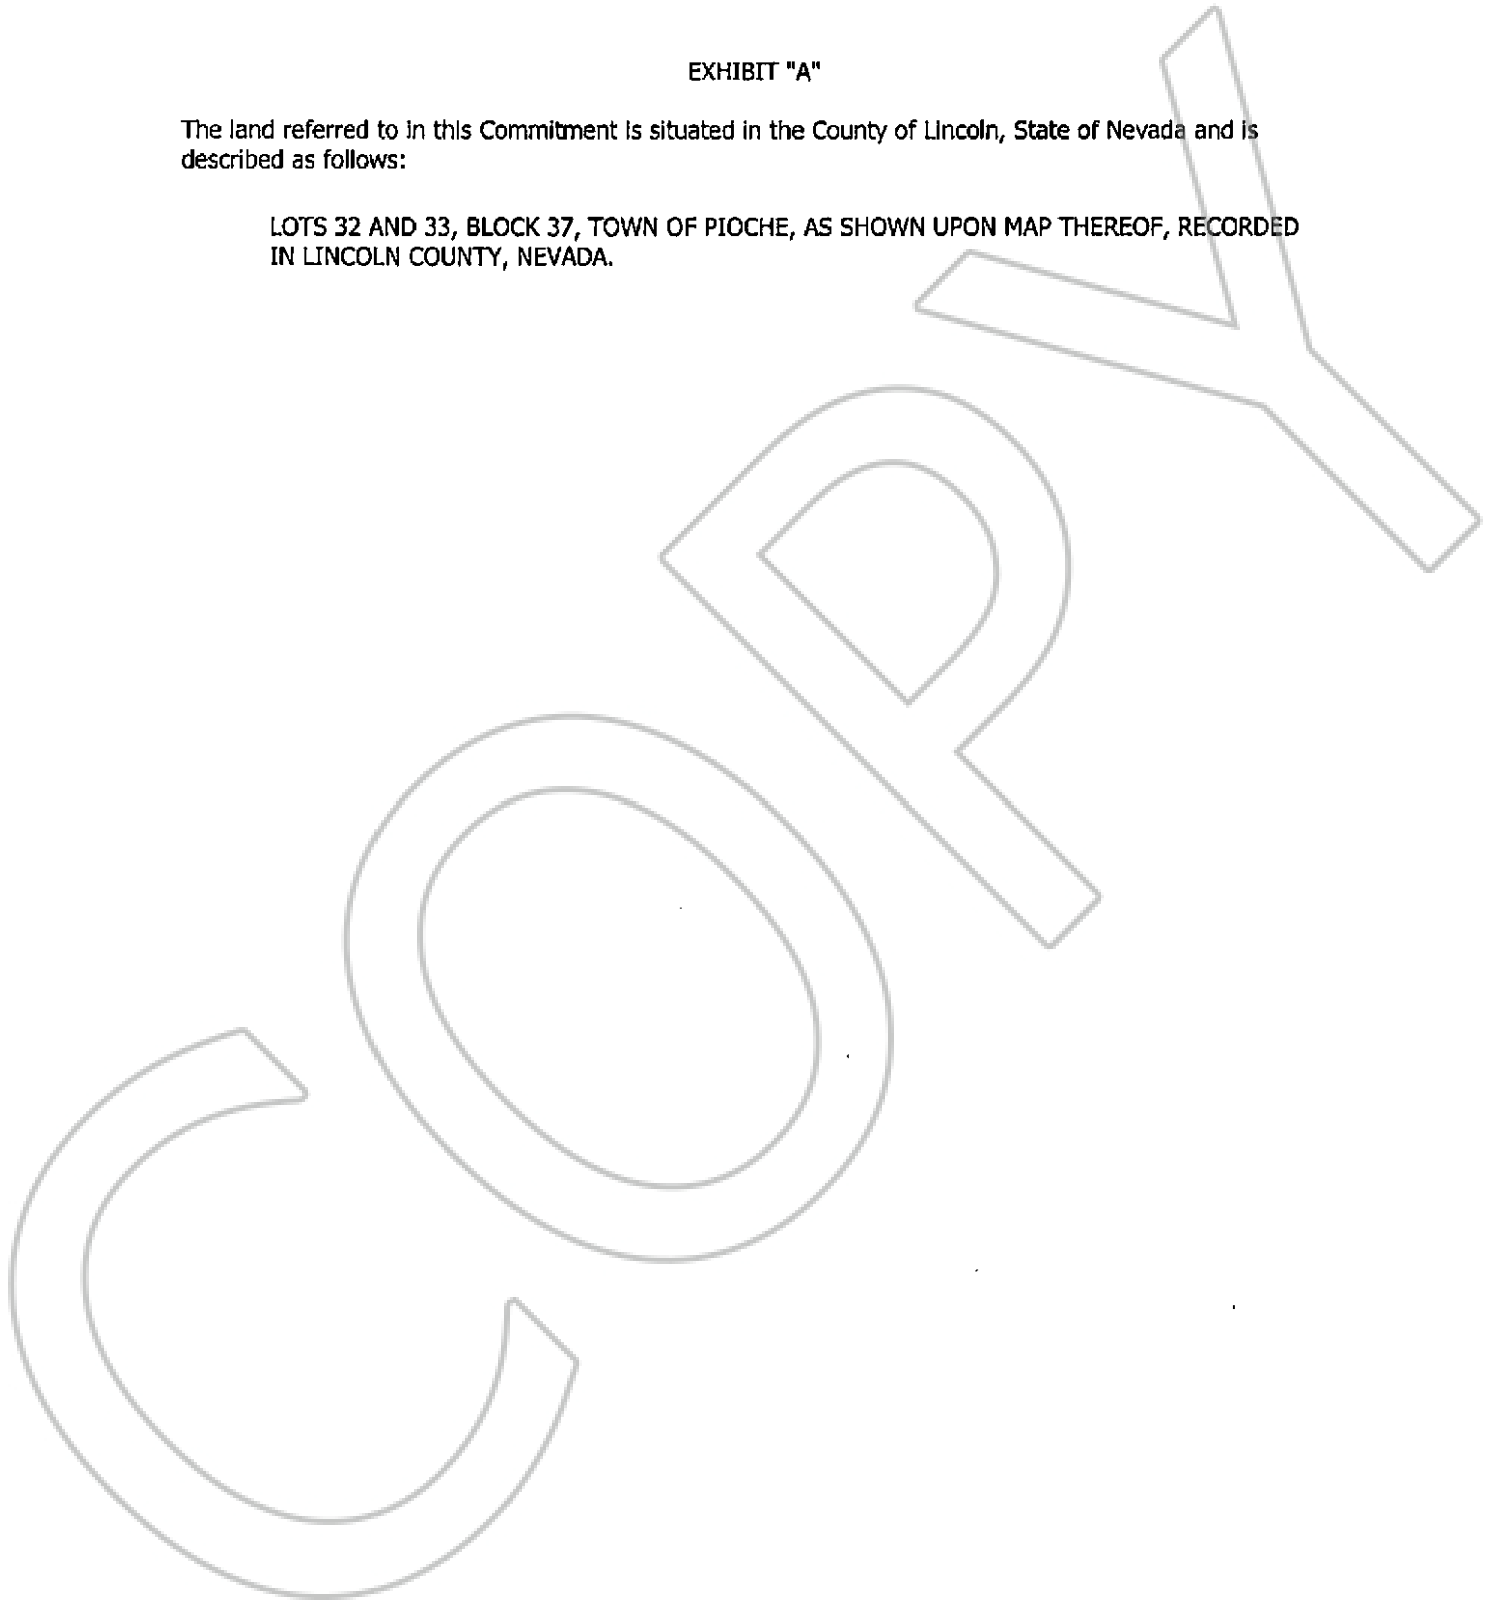 EXHIBIT "A"
The land referred to in this Commitment is situated in the County of Lincoln, State of Nevada and is
described as follows:
LOTS 32 AND 33, BLOCK 37, TOWN OF PIOCHE, AS SHOWN UPON MAP THEREOF, RECORDED
IN LINCOLN COUNTY, NEVADA.
COPY